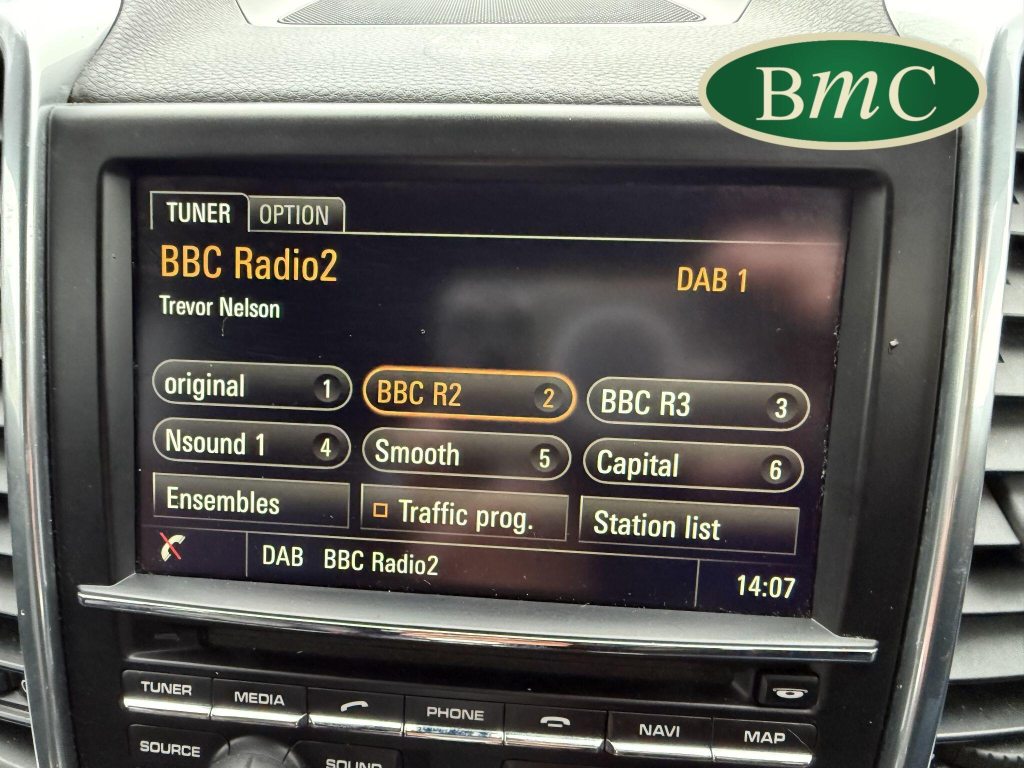 BmC
TUNER OPTION
BBC Radio2
DAB 1
Trevor Nelson
original 1 BBC R2 2 BBC R3 3
Nsound 1 4 Smooth 5 Capital 6
Ensembles Traffic prog. Station list
DAB BBC Radio2 14:07
TUNER MEDIA PHONE NAVI MAP
SOURCE SOUND